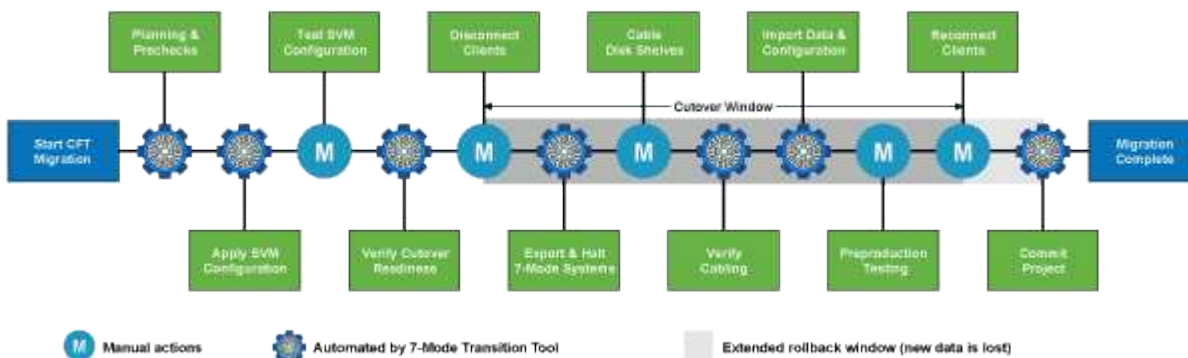 Planning &
Prechecks
Test SVM
Configuration
Disconnect
Clients
Cable
Disk Shelves
Import Data &
Configuration
Reconnect
Clients
Cutover Window
Start CFT
Migration
M
M
M
M
M
Migration
Complete
Apply SVM
Configuration
Verify Cutover
Readiness
Export & Halt
7-Mode Systems
Verify
Cabling
Preproduction
Testing
Commit
Project
M Manual actions
Automated by 7-Mode Transition Tool
Extended rollback window (new data is lost)